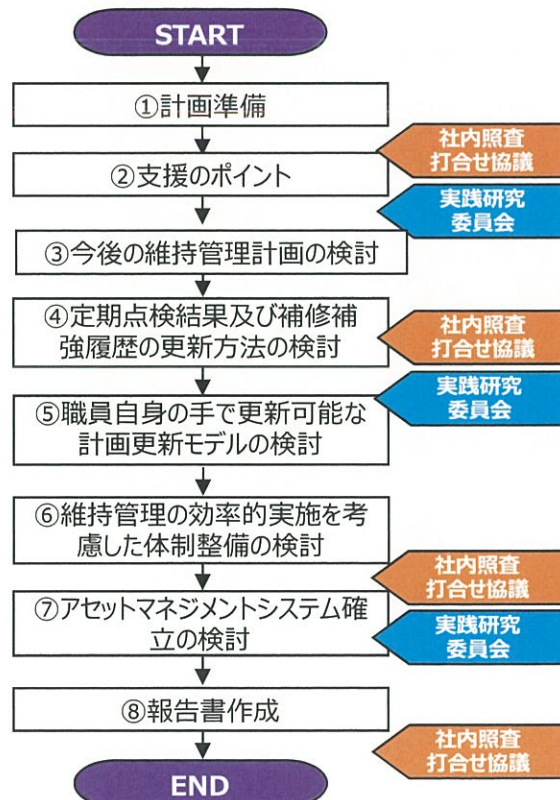 START
①計画準備
社内照査
打合せ協議
②支援のポイント
実践研究
委員会
③今後の維持管理計画の検討
④定期点検結果及び補修補
強履歴の更新方法の検討
社内照査
打合せ協議
実践研究
委員会
⑤職員自身の手で更新可能な
計画更新モデルの検討
⑥維持管理の効率的実施を考
慮した体制整備の検討
社内照査
打合せ協議
⑦アセットマネジメントシステム確
立の検討
実践研究
委員会
⑧報告書作成
社内照査
打合せ協議
END